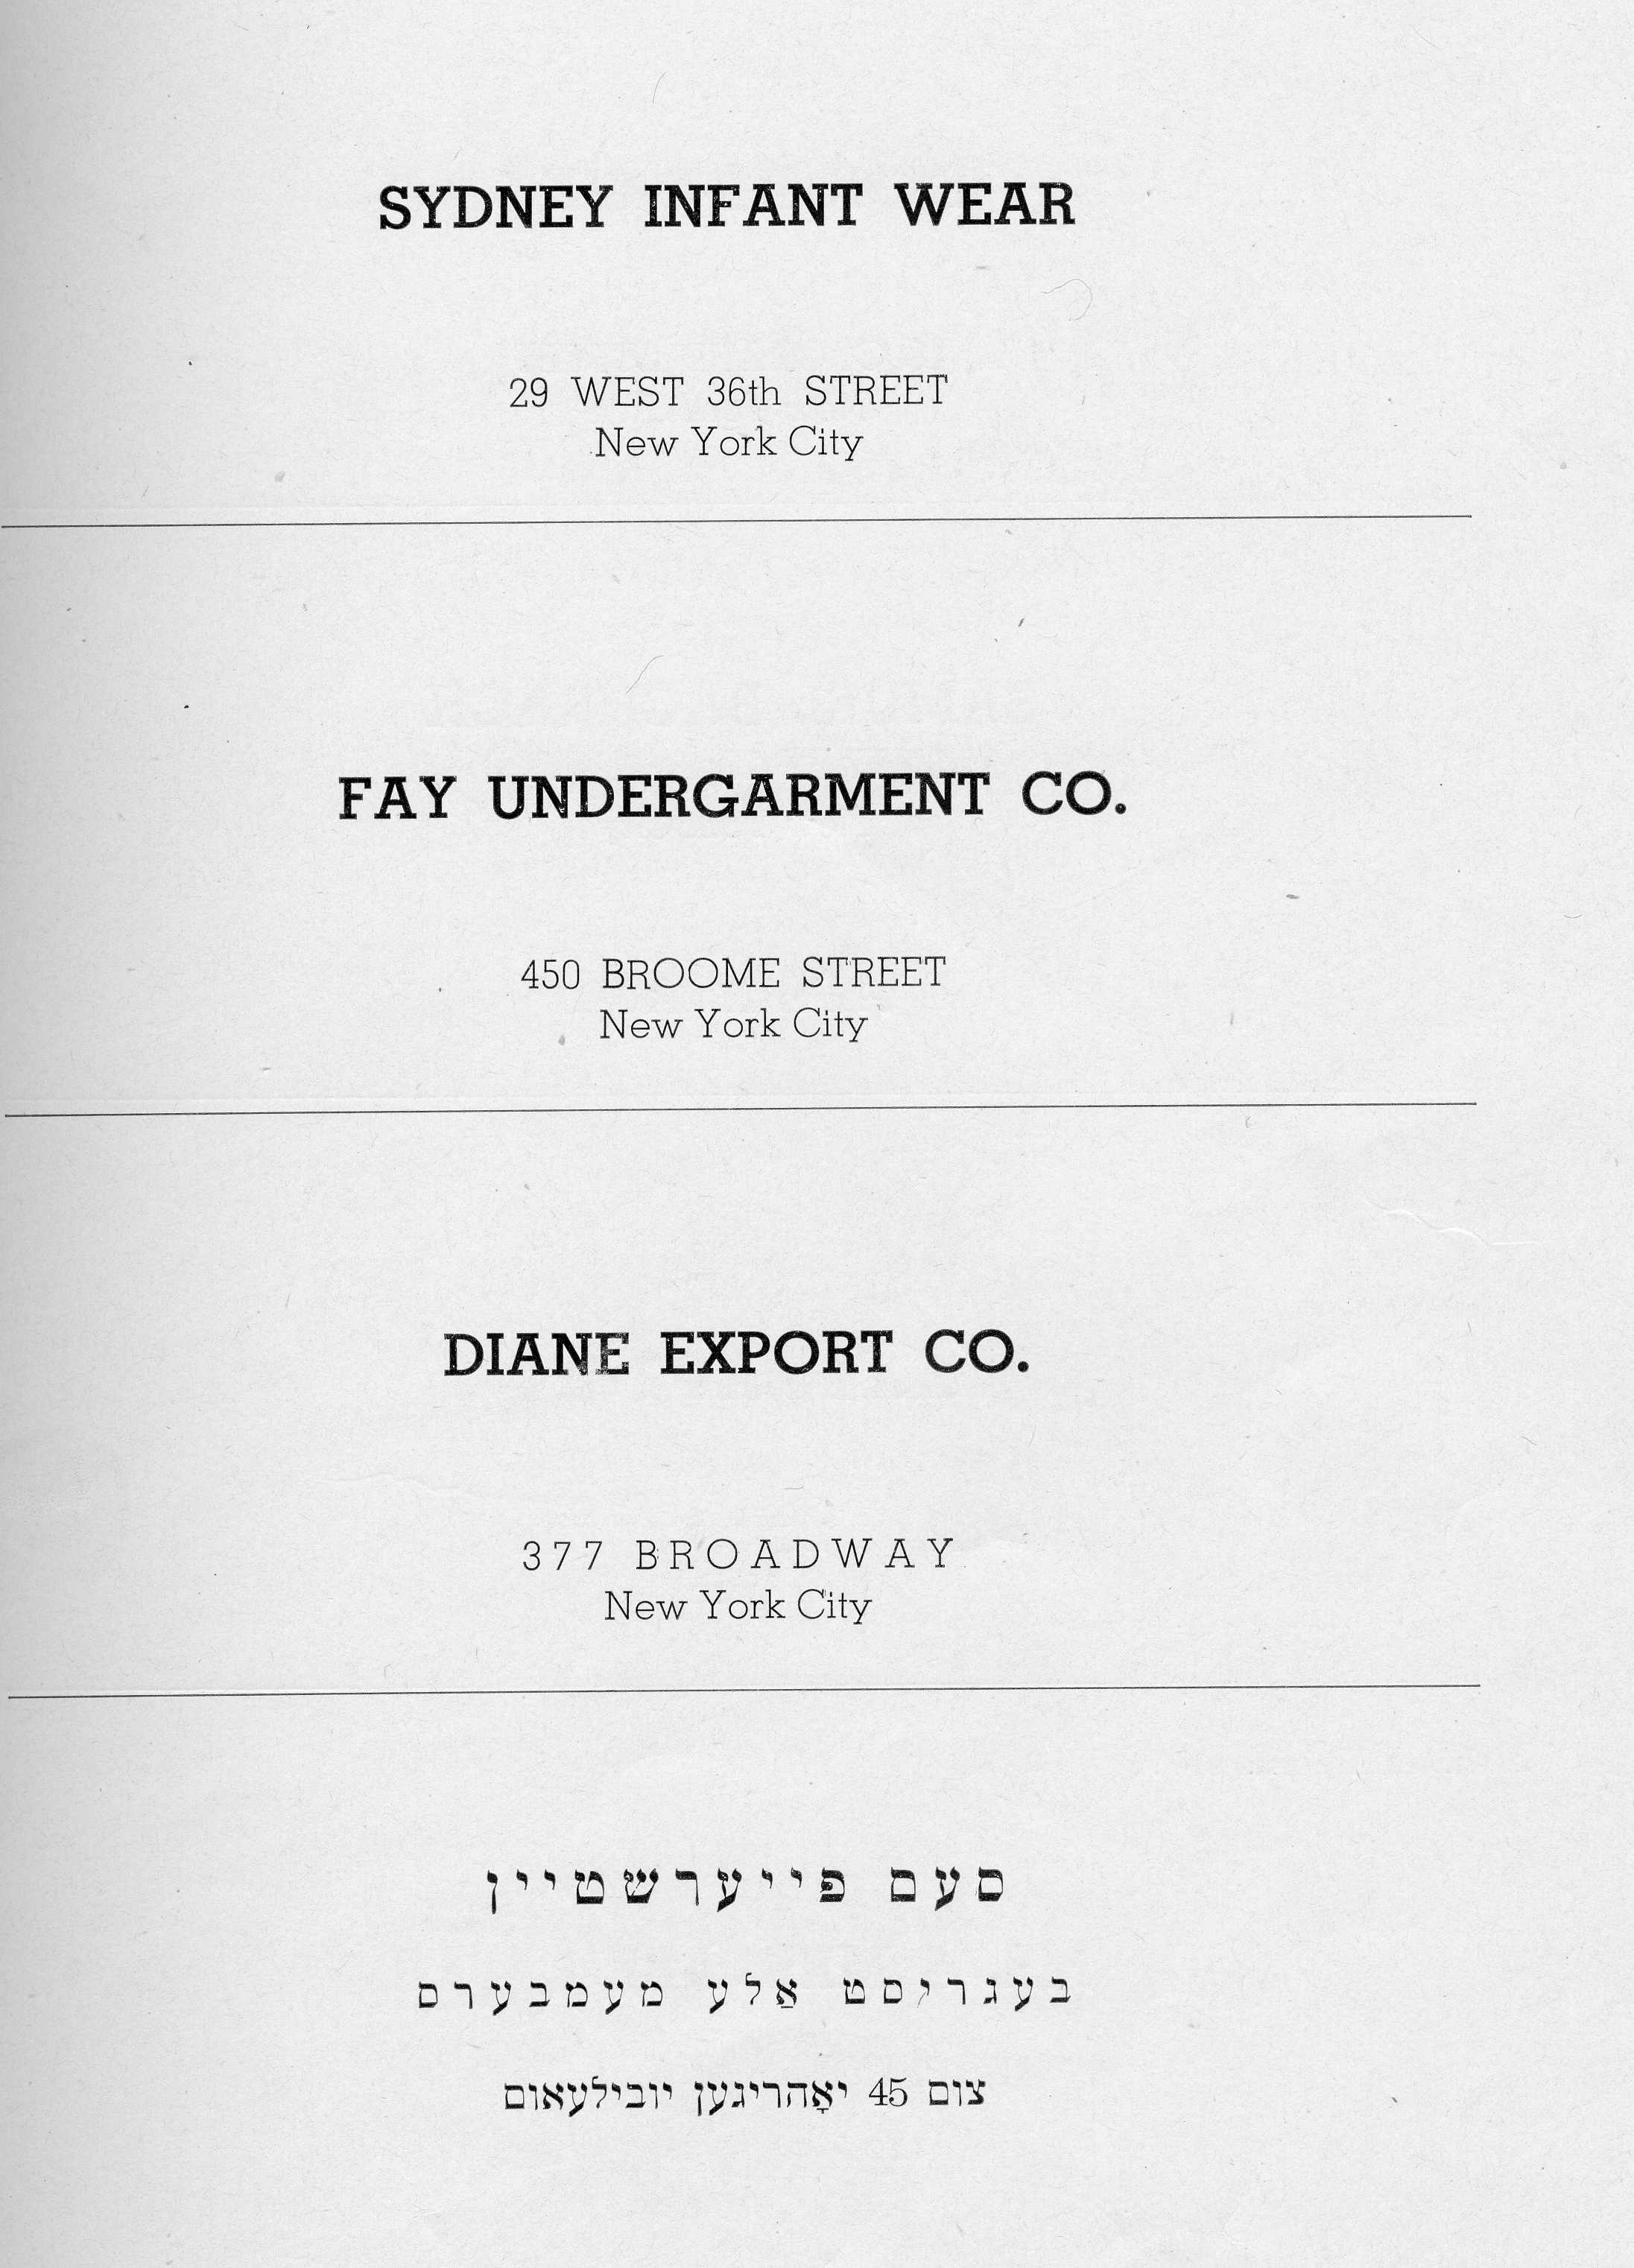 SYDNEY INFANT WEAR
29 WEST 36th STREET
New York City
FAY UNDERGARMENT CO.
450 BROOME STREET
New York City
DIANE EXPORT CO.
377 BROADWAY
New York City
סעם פייערשטיין
בעגריסט אַלע מעמבערס
צום 45 יאָהריגען יובילעאום